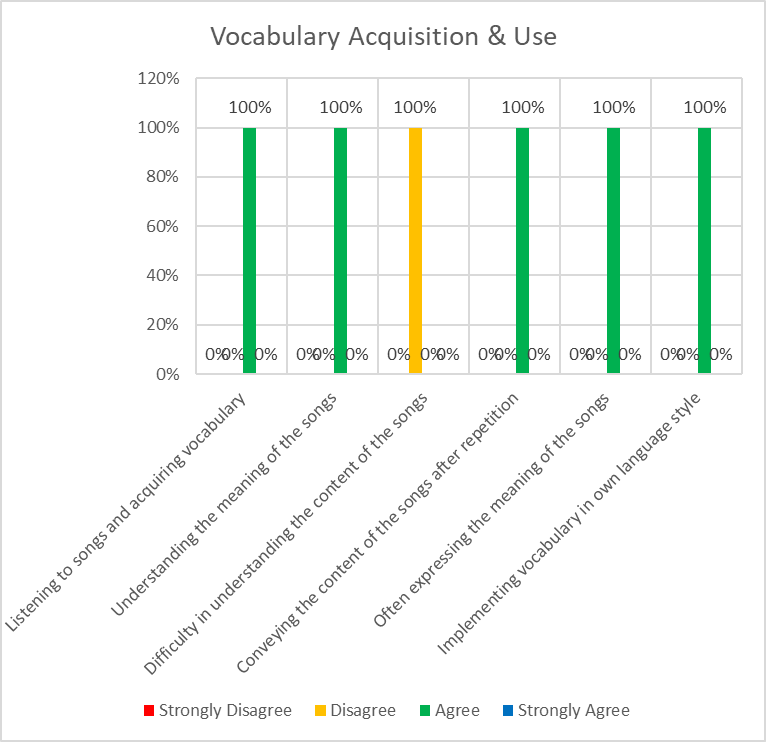 Vocabulary Acquisition & Use
120%
100% 100% 100% 100% 100% 100%
100%
80%
60%
40%
20%
0% 0% 0% 0% 0% 0% 0% 0% 0% 0% 0% 0% 0% 0% 0% 0% 0% 0%
0%
Listening to songs and acquiring vocabulary
Understanding the meaning of the songs
Difficulty in understanding the content of the songs
Conveying the content of the songs after repetition
Often expressing the meaning of the songs
Implementing vocabulary in own language style
Strongly Disagree Disagree Agree Strongly Agree